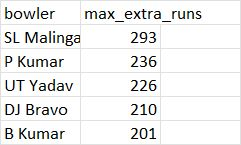 bowler max_extra_runs
SL Malinga 293
P Kumar 236
UT Yadav 226
DJ Bravo 210
B Kumar 201